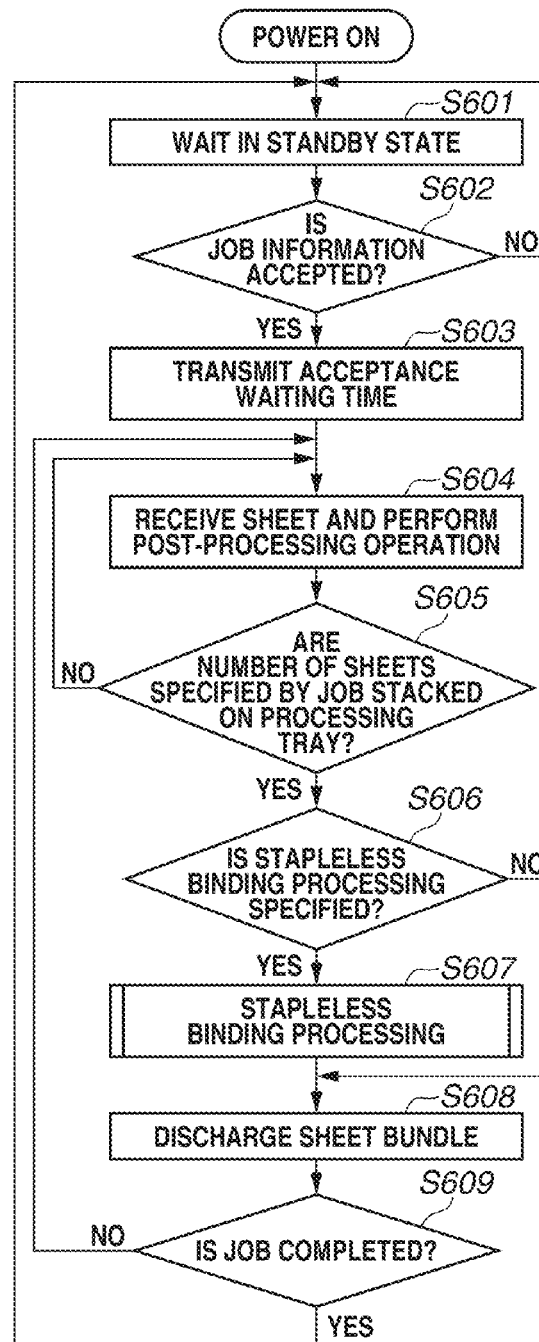 POWER ON
S601
WAIT IN STANDBY STATE
S602
IS
JOB INFORMATION
ACCEPTED?
NO
YES
S603
TRANSMIT ACCEPTANCE
WAITING TIME
S604
RECEIVE SHEET AND PERFORM
POST-PROCESSING OPERATION
S605
ARE
NUMBER OF SHEETS
SPECIFIED BY JOB STACKED
ON PROCESSING
TRAY?
NO
YES
S606
IS STAPLELESS
BINDING PROCESSING
SPECIFIED?
NO
YES
S607
STAPLELESS
BINDING PROCESSING
S608
DISCHARGE SHEET BUNDLE
S609
IS JOB COMPLETED?
NO
YES